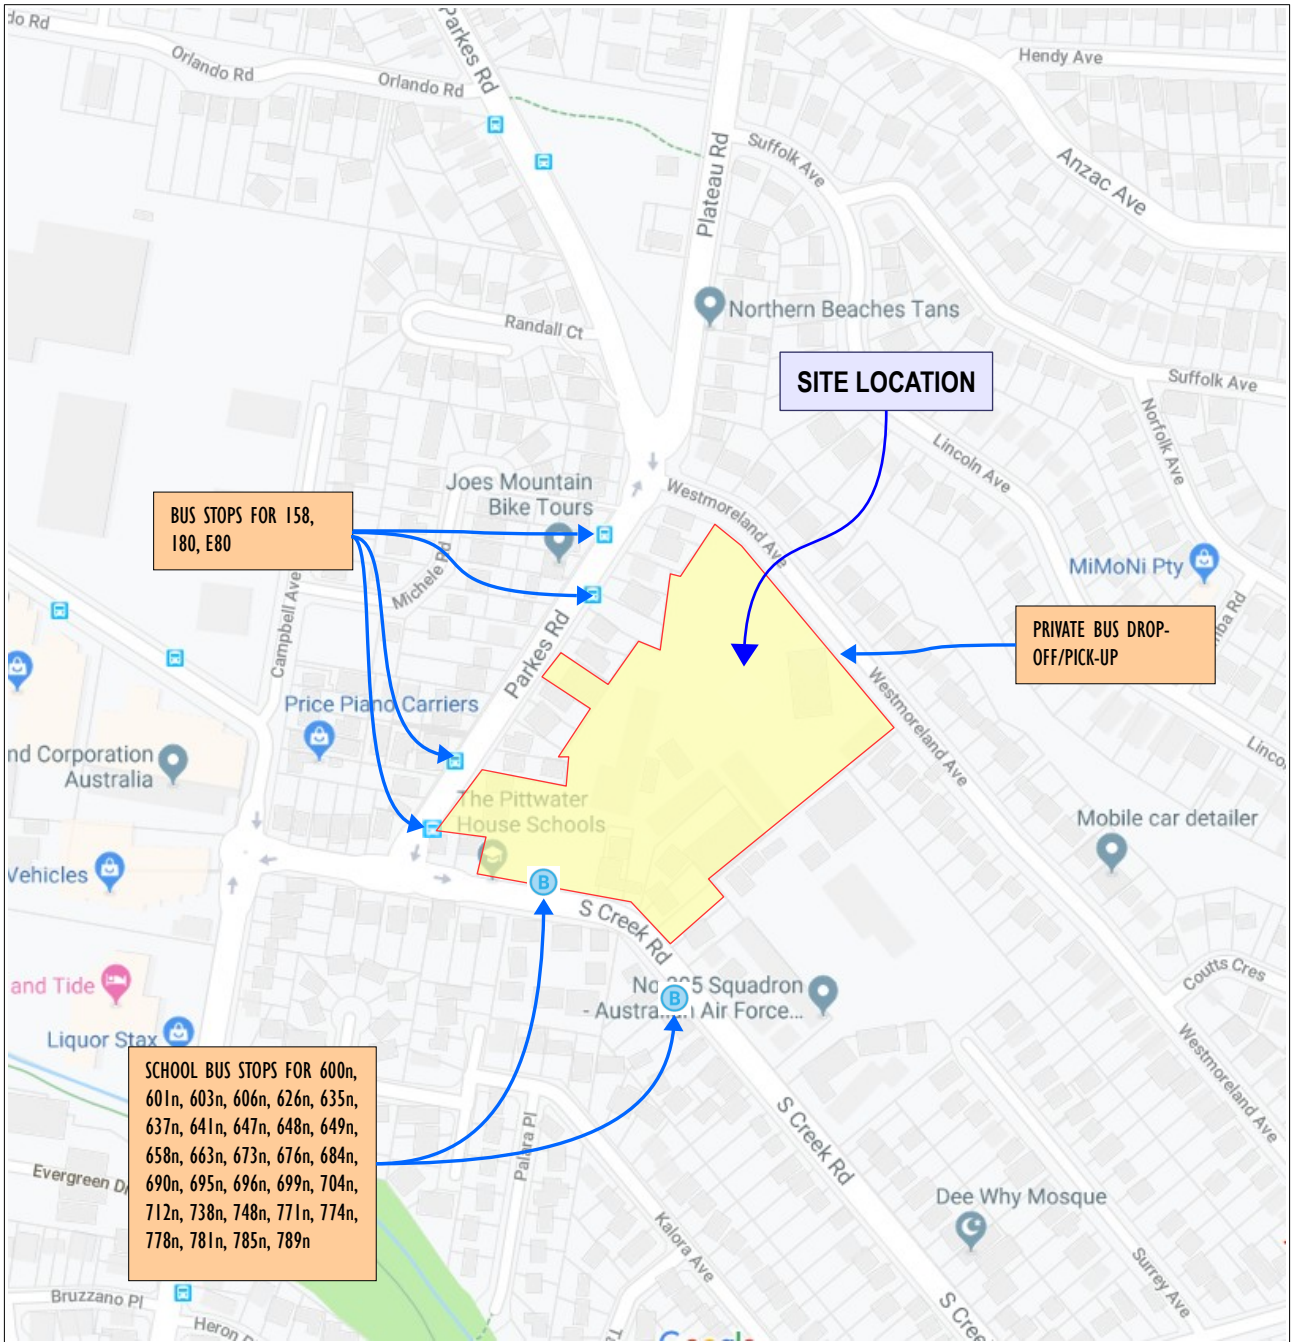 do Rd
Orlando Rd
Orlando Rd
Parkes Rd
Hendy Ave
Anzac Ave
Suffolk Ave
Plateau Rd
Northern Beaches Tans
Randall Ct
SITE LOCATION
Suffolk Ave
Norfolk Ave
Lincoln Ave
Joes Mountain
Bike Tours
Westmoreland Ave
BUS STOPS FOR 158,
180, E80
Michele Rd
Campbell Ave
MiMoNi Pty
PRIVATE BUS DROP-
OFF/PICK-UP
Parkes Rd
Price Piano Carriers
Westmoreland Ave
nd Corporation
Australia
The Pittwater
House Schools
Mobile car detailer
Vehicles
B
S Creek Rd
and Tide
B
Squadron
Air Force...
Coutts Cres
Liquor Stax
Westmoreland Ave
SCHOOL BUS STOPS FOR 600n,
601n, 603n, 606n, 626n, 635n,
637n, 641n, 647n, 648n, 649n,
658n, 663n, 673n, 676n, 684n,
690n, 695n, 696n, 699n, 704n,
712n, 738n, 748n, 771n, 774n,
778n, 781n, 785n, 789n
Palara Pl
S Creek Rd
Evergreen D
Dee Why Mosque
Kalora Ave
Surrey Ave
Bruzzano Pl
Heron
S Cree
Google